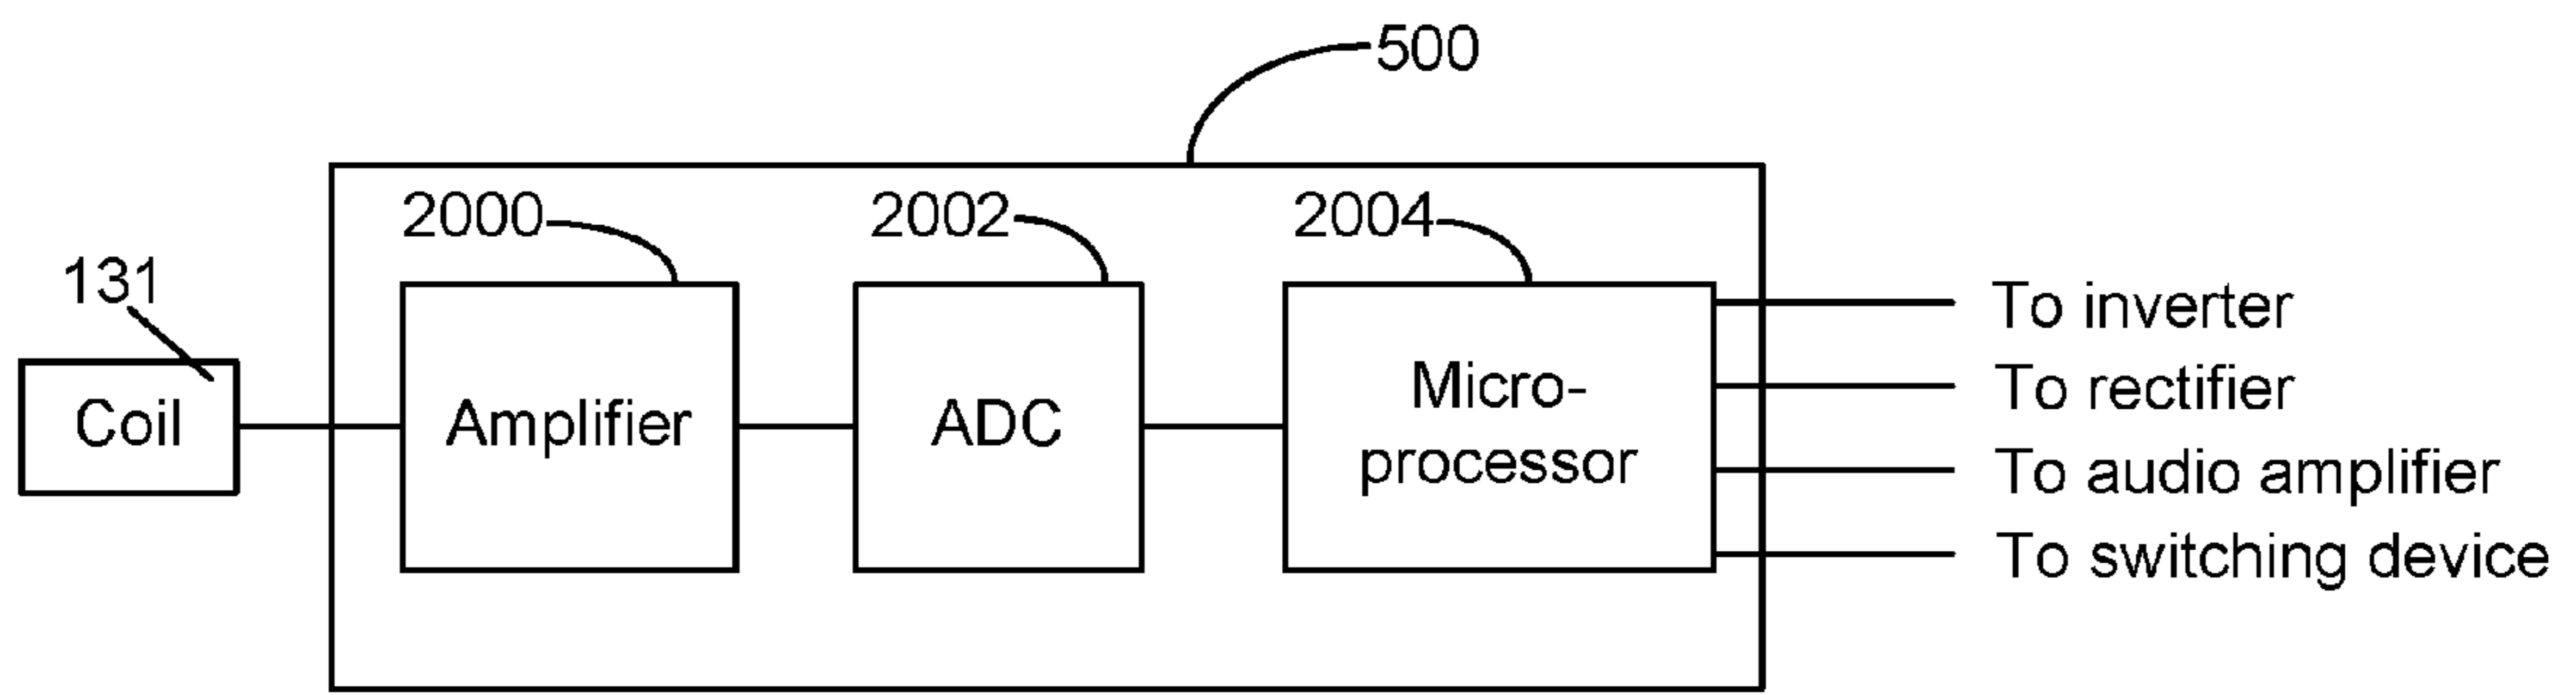 500
2000
2002
2004
131
To inverter
To rectifier
To audio amplifier
To switching device
Coil
Amplifier
ADC
Micro-
processor